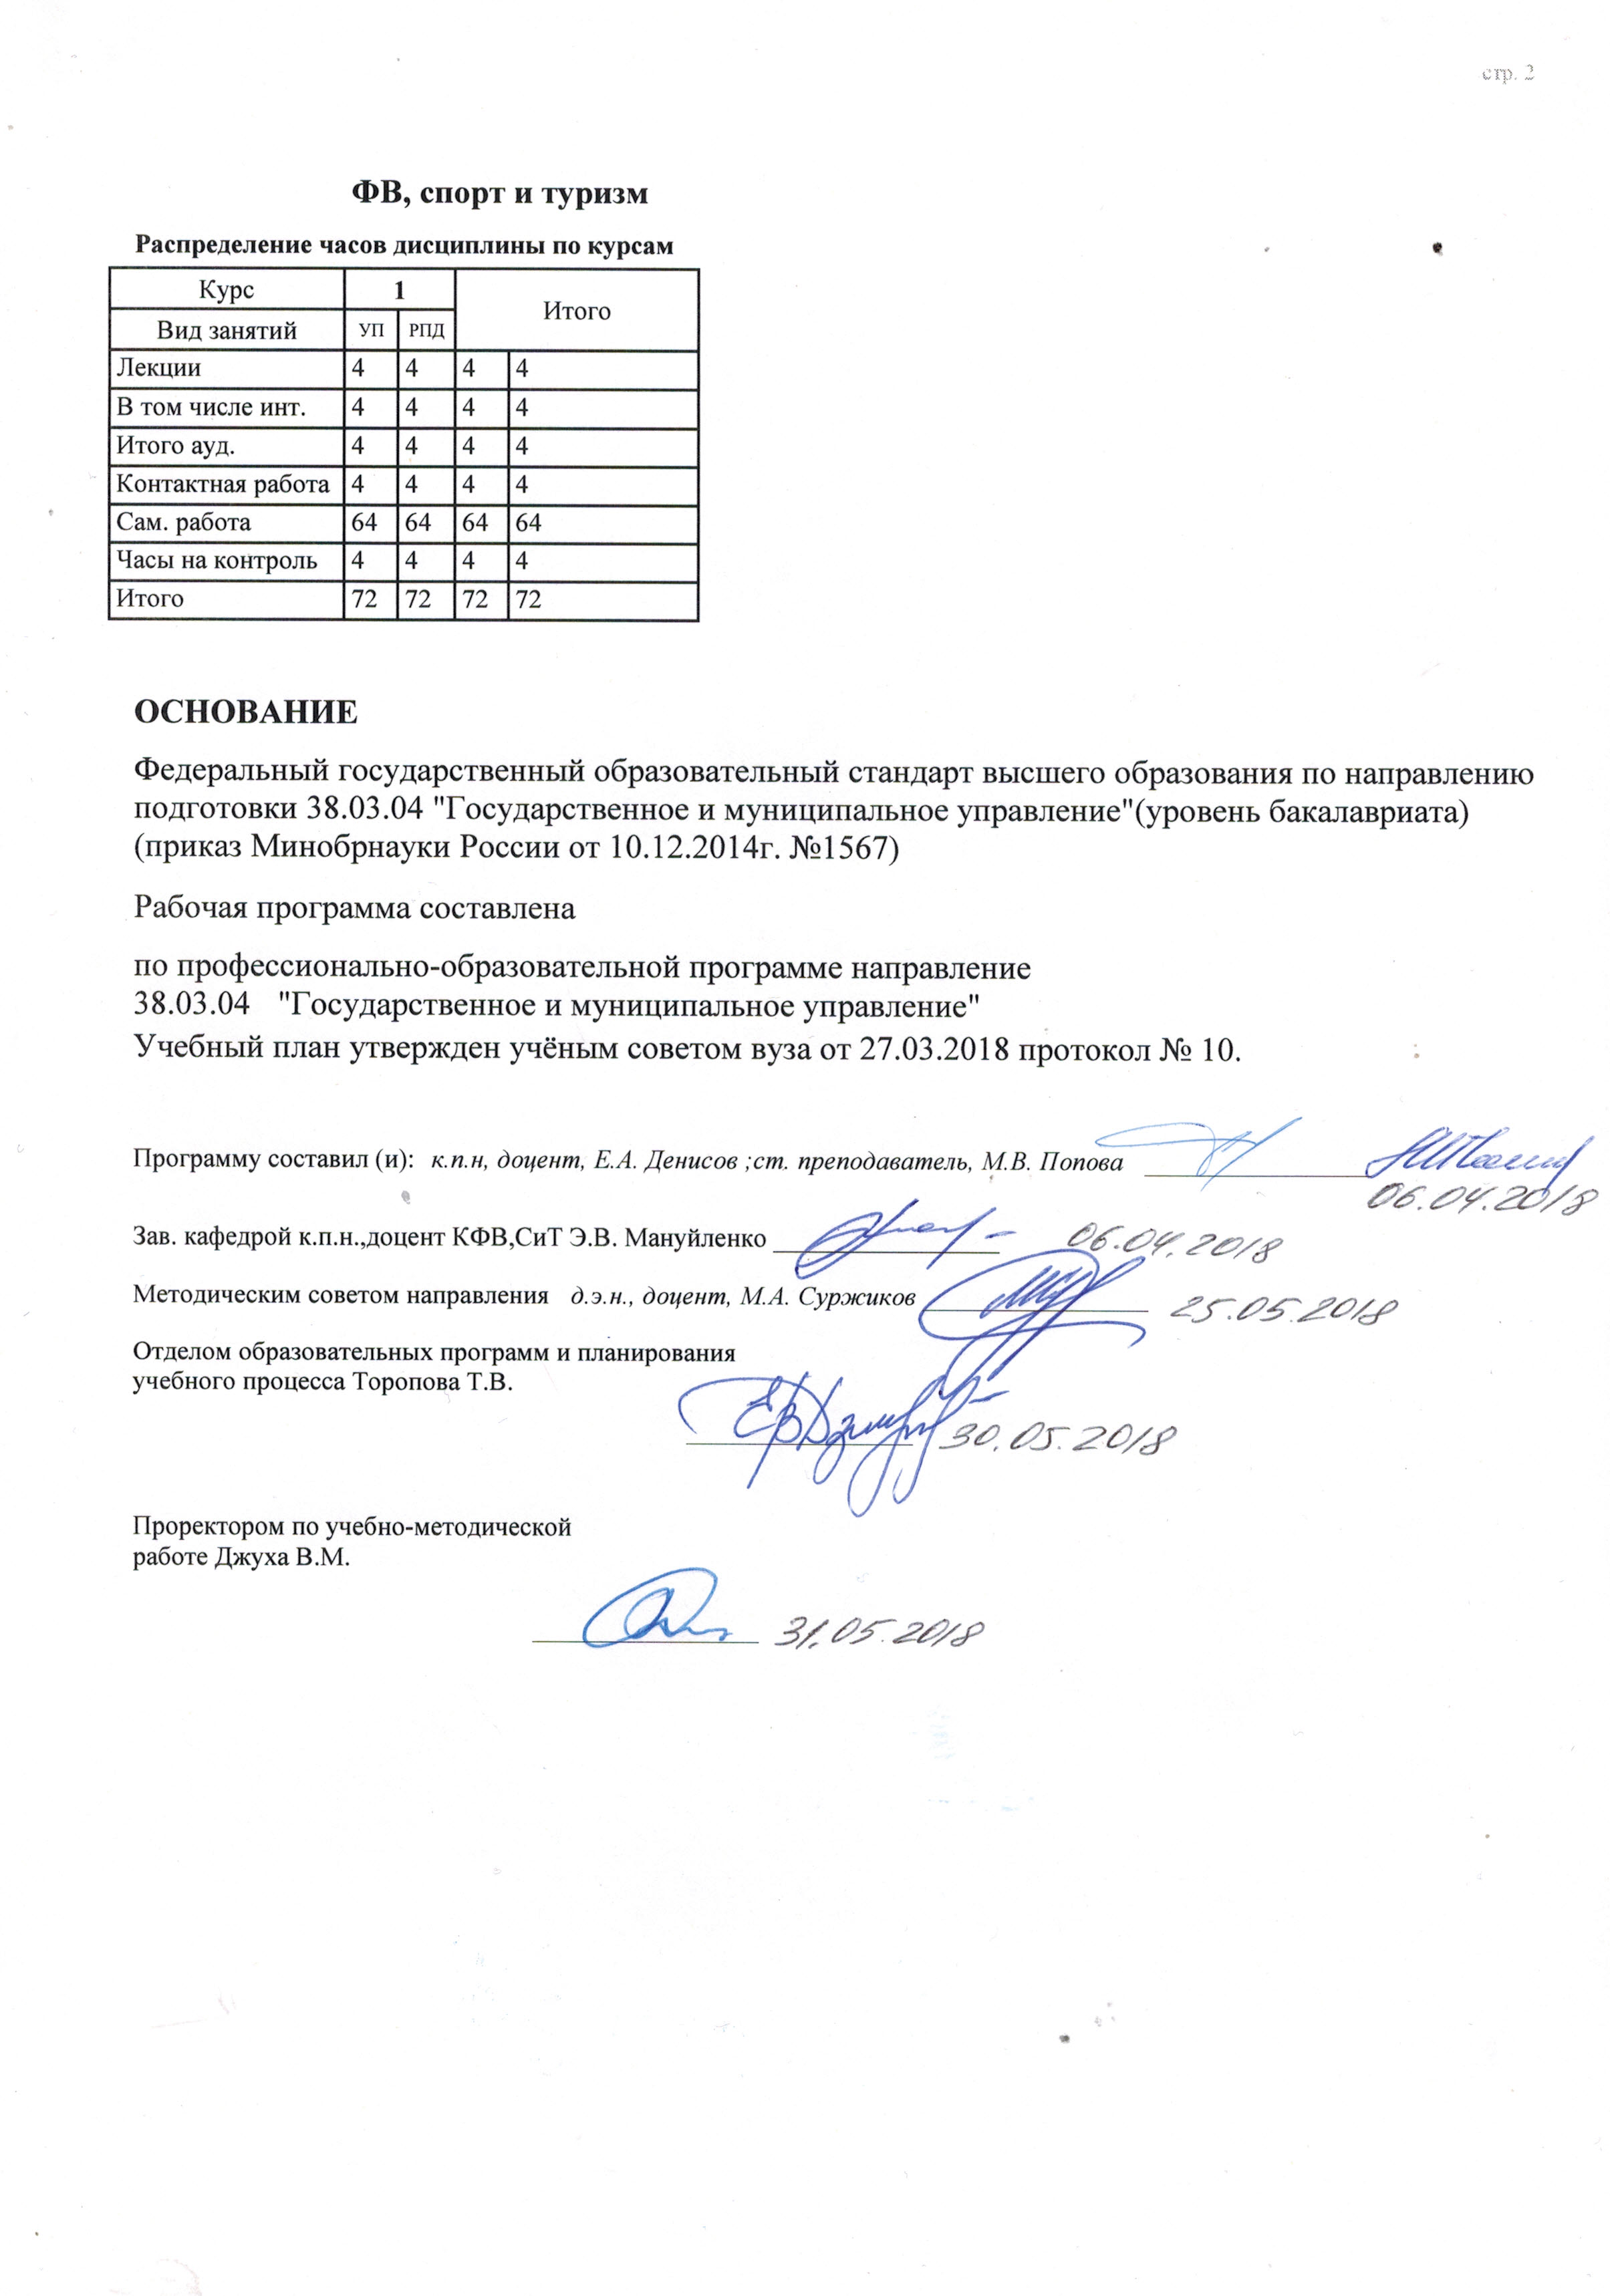 стр. 2
ФВ, спорт и туризм
Распределение часов дисциплины по курсам
Курс 1 Итого
Вид занятий УП РПД
Лекции 4 4 4 4
В том числе инт. 4 4 4 4
Итого ауд. 4 4 4 4
Контактная работа 4 4 4 4
Сам. работа 64 64 64 64
Часы на контроль 4 4 4 4
Итого 72 72 72 72
ОСНОВАНИЕ
Федеральный государственный образовательный стандарт высшего образования по направлению
подготовки 38.03.04 "Государственное и муниципальное управление"(уровень бакалавриата)
(приказ Минобрнауки России от 10.12.2014г. №1567)
Рабочая программа составлена
по профессионально-образовательной программе направление
38.03.04 "Государственное и муниципальное управление"
Учебный план утвержден учёным советом вуза от 27.03.2018 протокол № 10.
Программу составил (и): к.п.н, доцент, Е.А. Денисов ;ст. преподаватель, М.В. Попова
06.04.2018
Зав. кафедрой к.п.н.,доцент КФВ,СиТ Э.В. Мануйленко 06.04.2018
Методическим советом направления д.э.н., доцент, М.А. Суржиков 25.05.2018
Отделом образовательных программ и планирования
учебного процесса Торопова Т.В.
30.05.2018
Проректором по учебно-методической
работе Джуха В.М.
31.05.2018